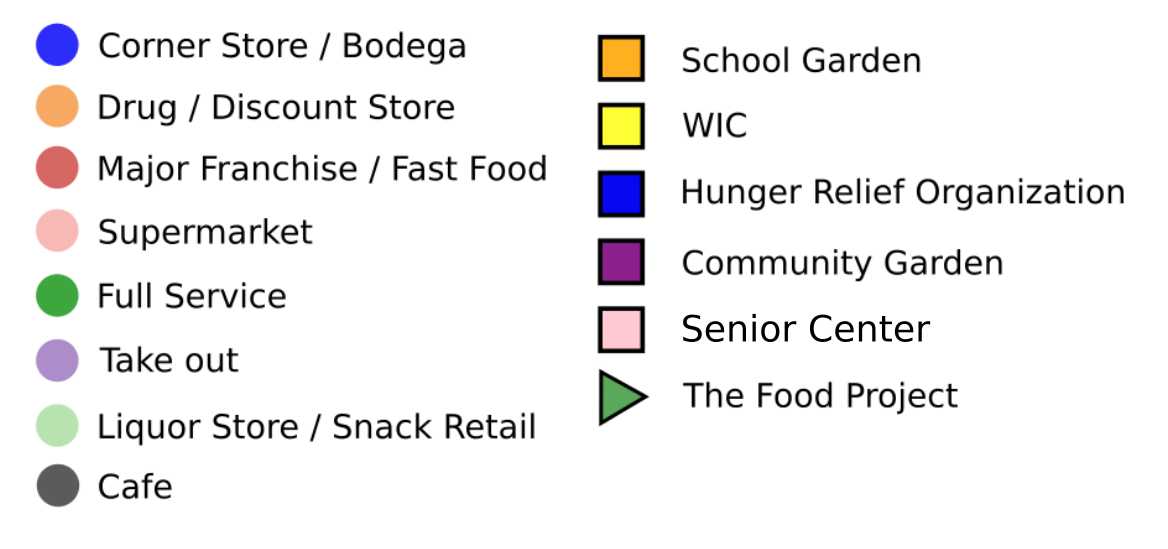 Corner Store / Bodega
Drug / Discount Store
Major Franchise / Fast Food
Supermarket
Full Service
Take out
Liquor Store / Snack Retail
Cafe
School Garden
WIC
Hunger Relief Organization
Community Garden
Senior Center
The Food Project